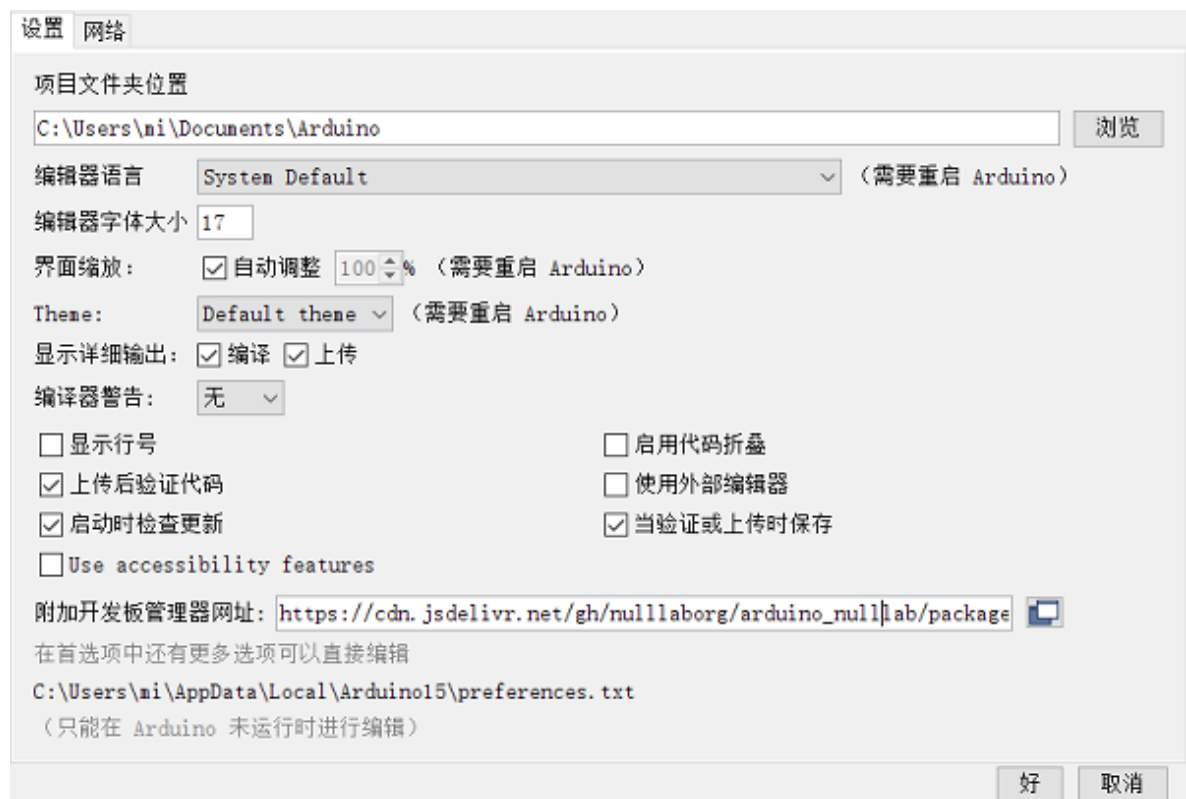 设置 网络
项目文件夹位置
C:\Users\mi\Documents\Arduino 浏览
编辑器语言 System Default （需要重启 Arduino）
编辑器字体大小 17
界面缩放： 自动调整 100 % （需要重启 Arduino）
Theme: Default theme （需要重启 Arduino）
显示详细输出： 编译 上传
编译器警告： 无
显示行号 启用代码折叠
上传后验证代码 使用外部编辑器
启动时检查更新 当验证或上传时保存
Use accessibility features
附加开发板管理器网址: https://cdn.jsdelivr.net/gh/nulllaborg/arduino_nulllab/package
在首选项中还有更多选项可以直接编辑
C:\Users\mi\AppData\Local\Arduino15\preferences.txt
（只能在 Arduino 未运行时进行编辑）
好 取消